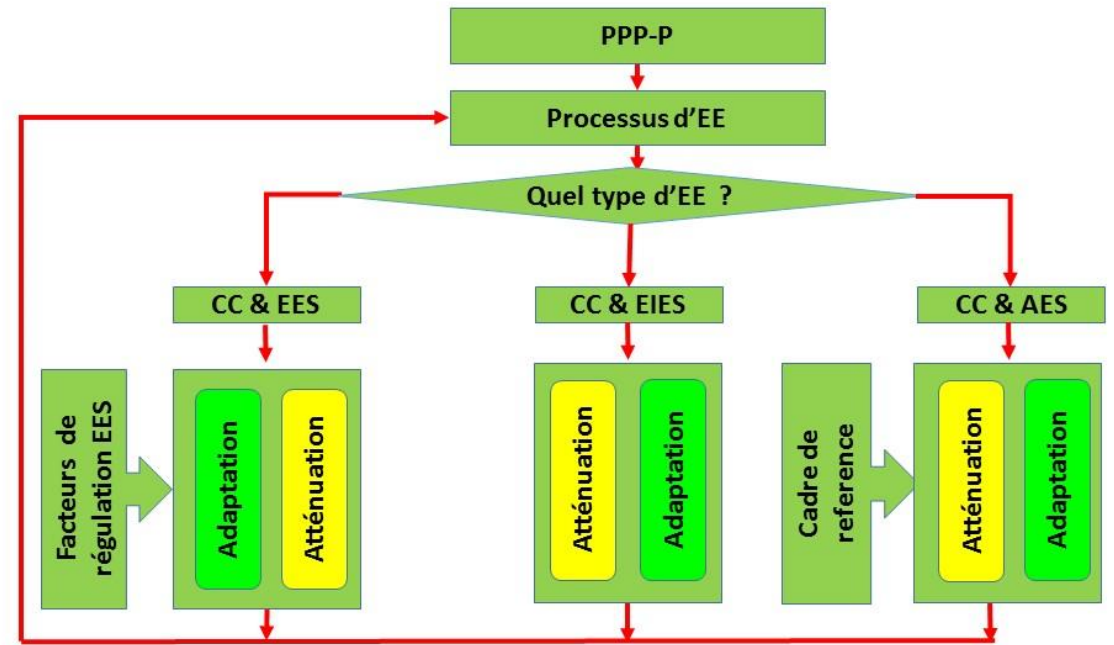 PPP-P
Processus d'EE
Quel type d'EE ?
CC & EES
CC & EIES
CC & AES
Facteurs de
régulation EES
Adaptation
Atténuation
Atténuation
Adaptation
Cadre de
reference
Atténuation
Adaptation